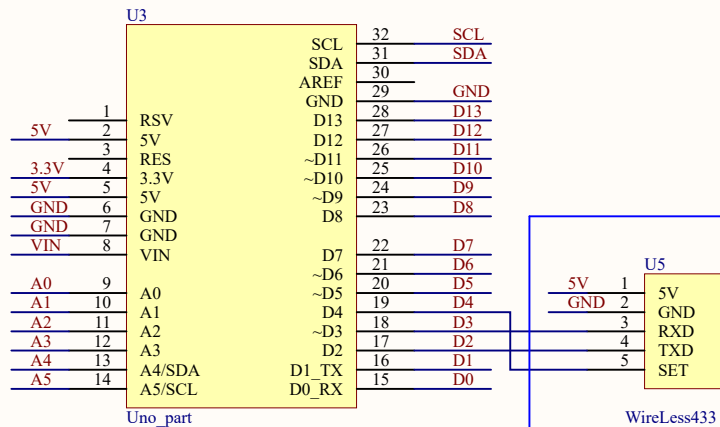 U3
SCL 32 SCL
SDA 31 SDA
AREF 30
GND 29 GND
1 RSV D13 28 D13
5V 2 5V D12 27 D12
3 RES ~D11 26 D11
3.3V 4 3.3V ~D10 25 D10
5V 5 5V ~D9 24 D9
GND 6 GND D8 23 D8
GND 7 GND
VIN 8 VIN D7 22 D7
~D6 21 D6
A0 9 A0 ~D5 20 D5
A1 10 A1 D4 19 D4
A2 11 A2 ~D3 18 D3
A3 12 A3 D2 17 D2
A4 13 A4/SDA D1_TX 16 D1
A5 14 A5/SCL D0_RX 15 D0
Uno_part
U5
5V 1 5V
GND 2 GND
3 RXD
4 TXD
5 SET
WireLess433